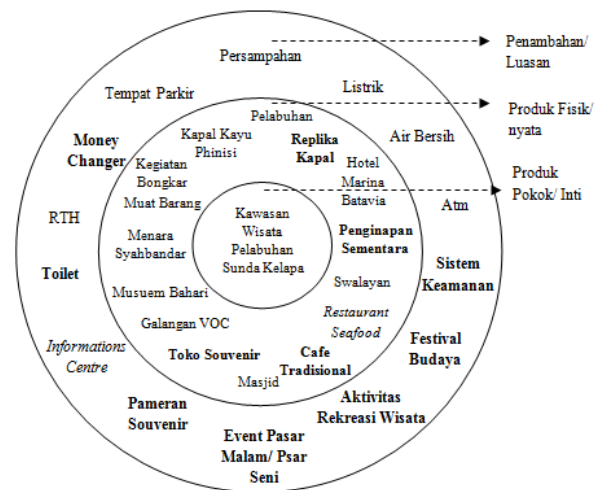 Persampahan
Penambahan/
Luasan
Tempat Parkir
Listrik
Pelabuhan
Produk Fisik/
nyata
Kapal Kayu
Phinisi
Replika
Kapal
Air Bersih
Money
Changer
Kegiatan
Bongkar
Muat Barang
Hotel
Marina
Batavia
Produk
Pokok/ Inti
RTH
Kawasan
Wisata
Pelabuhan
Sunda Kelapa
Atm
Menara
Syahbandar
Penginapan
Sementara
Toilet
Sistem
Keamanan
Musuem Bahari
Swalayan
Galangan VOC
Restaurant
Seafood
Informations
Centre
Toko Souvenir
Cafe
Tradisional
Festival
Budaya
Masjid
Pameran
Souvenir
Aktivitas
Rekreasi Wisata
Event Pasar
Malam/ Psar
Seni